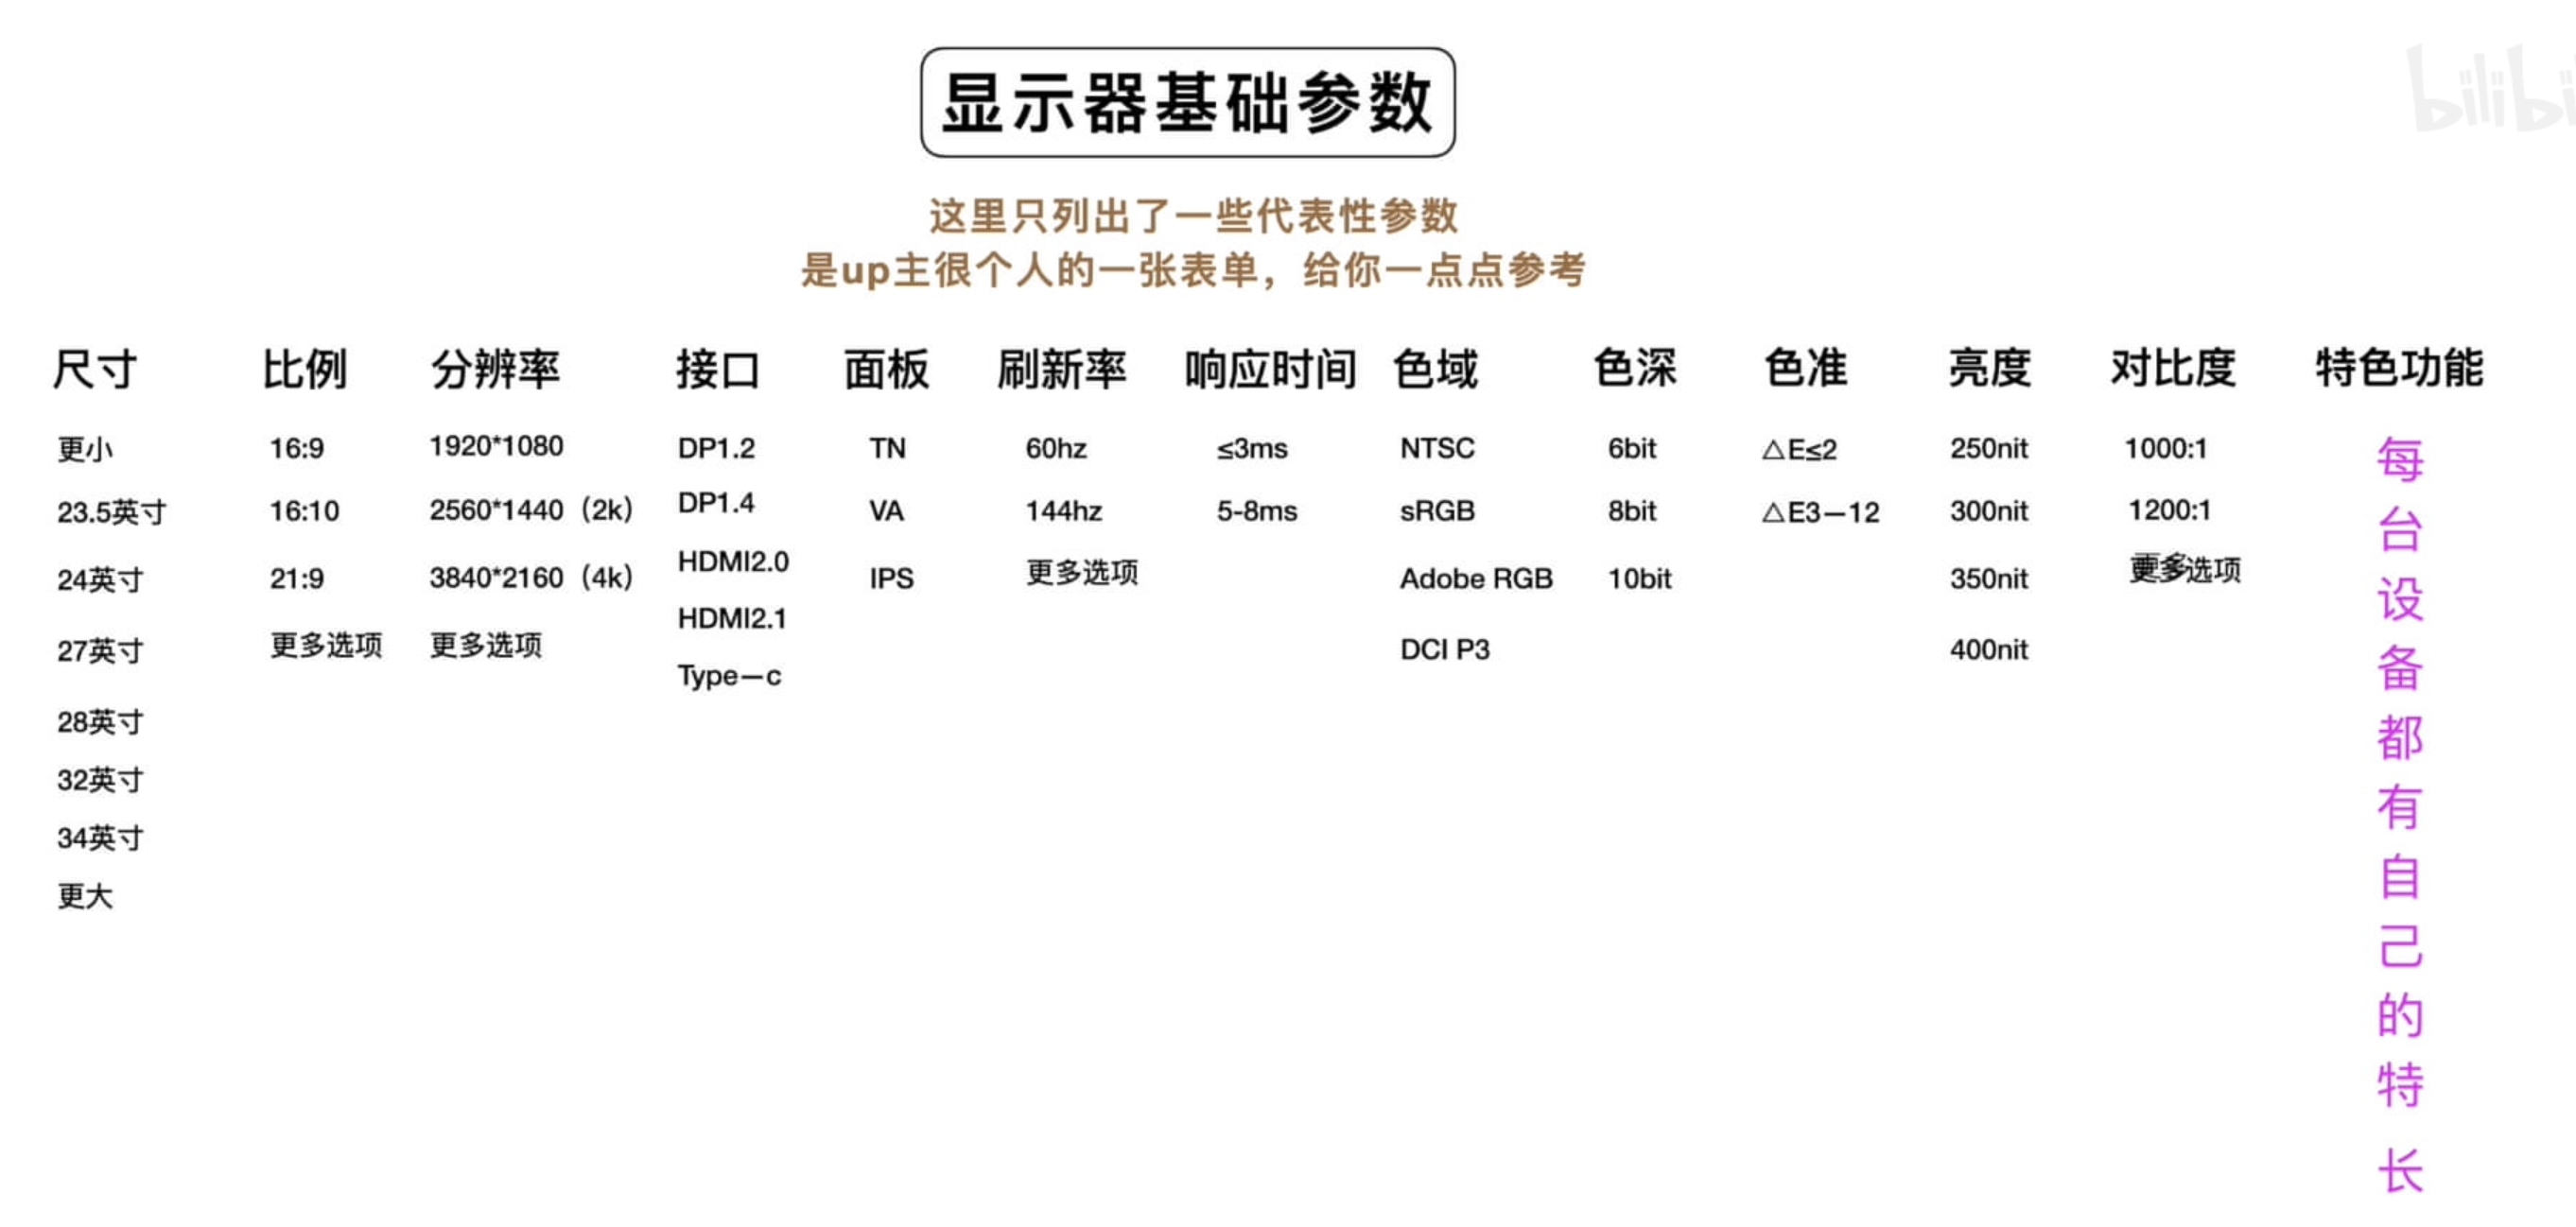 显示器基础参数
bilibi
这里只列出了一些代表性参数
是up主很个人的一张表单，给你一点点参考
尺寸 比例 分辨率 接口 面板 刷新率 响应时间 色域 色深 色准 亮度 对比度 特色功能
更小 16:9 1920*1080 DP1.2 TN 60hz ≤3ms NTSC 6bit △E≤2 250nit 1000:1
23.5英寸 16:10 2560*1440（2k） DP1.4 VA 144hz 5-8ms sRGB 8bit △E3—12 300nit 1200:1
24英寸 21:9 3840*2160（4k） HDMI2.0 IPS 更多选项 Adobe RGB 10bit 350nit 更多选项
HDMI2.1
27英寸 更多选项 更多选项 Type—c DCI P3 400nit
28英寸
32英寸
34英寸
更大
每台设备都有自己的特长